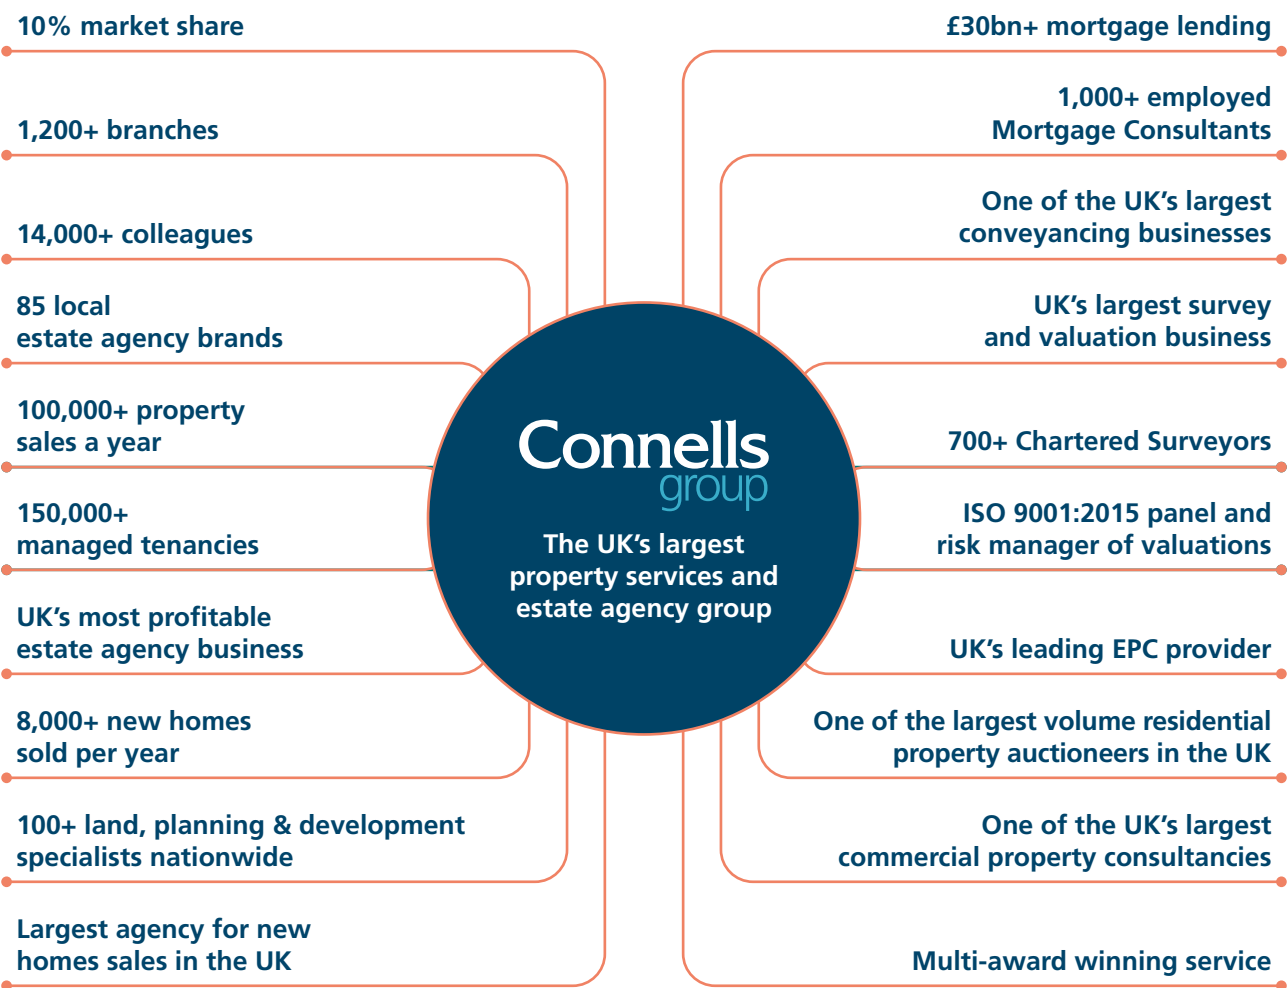 10% market share
1,200+ branches
14,000+ colleagues
85 local
estate agency brands
100,000+ property
sales a year
150,000+
managed tenancies
UK’s most profitable
estate agency business
8,000+ new homes
sold per year
100+ land, planning & development
specialists nationwide
Largest agency for new
homes sales in the UK
Connells
group
The UK’s largest
property services and
estate agency group
£30bn+ mortgage lending
1,000+ employed
Mortgage Consultants
One of the UK’s largest
conveyancing businesses
UK’s largest survey
and valuation business
700+ Chartered Surveyors
ISO 9001:2015 panel and
risk manager of valuations
UK’s leading EPC provider
One of the largest volume residential
property auctioneers in the UK
One of the UK’s largest
commercial property consultancies
Multi-award winning service